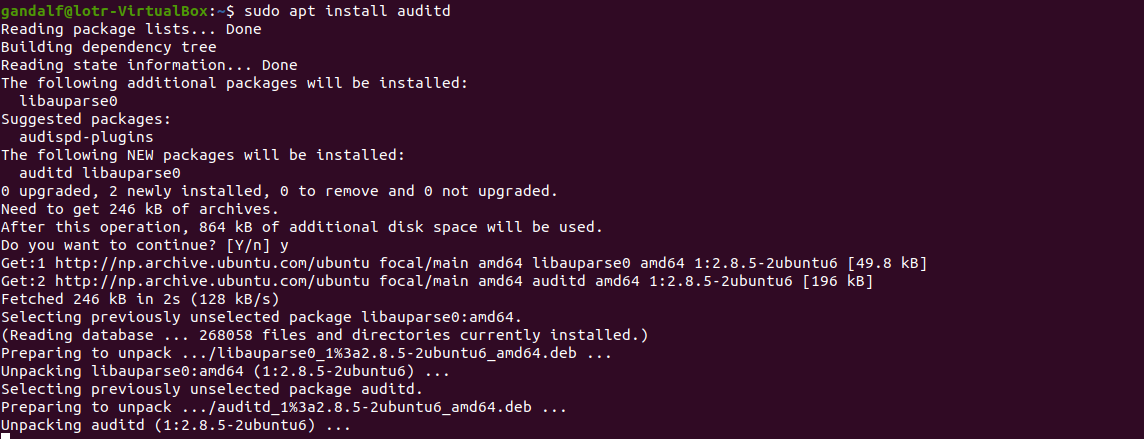 gandalf@lotr-VirtualBox:~$ sudo apt install auditd
Reading package lists... Done
Building dependency tree
Reading state information... Done
The following additional packages will be installed:
  libauparse0
Suggested packages:
  audispd-plugins
The following NEW packages will be installed:
  auditd libauparse0
0 upgraded, 2 newly installed, 0 to remove and 0 not upgraded.
Need to get 246 kB of archives.
After this operation, 864 kB of additional disk space will be used.
Do you want to continue? [Y/n] y
Get:1 http://np.archive.ubuntu.com/ubuntu focal/main amd64 libauparse0 amd64 1:2.8.5-2ubuntu6 [49.8 kB]
Get:2 http://np.archive.ubuntu.com/ubuntu focal/main amd64 auditd amd64 1:2.8.5-2ubuntu6 [196 kB]
Fetched 246 kB in 2s (128 kB/s)
Selecting previously unselected package libauparse0:amd64.
(Reading database ... 268058 files and directories currently installed.)
Preparing to unpack .../libauparse0_1%3a2.8.5-2ubuntu6_amd64.deb ...
Unpacking libauparse0:amd64 (1:2.8.5-2ubuntu6) ...
Selecting previously unselected package auditd.
Preparing to unpack .../auditd_1%3a2.8.5-2ubuntu6_amd64.deb ...
Unpacking auditd (1:2.8.5-2ubuntu6) ...